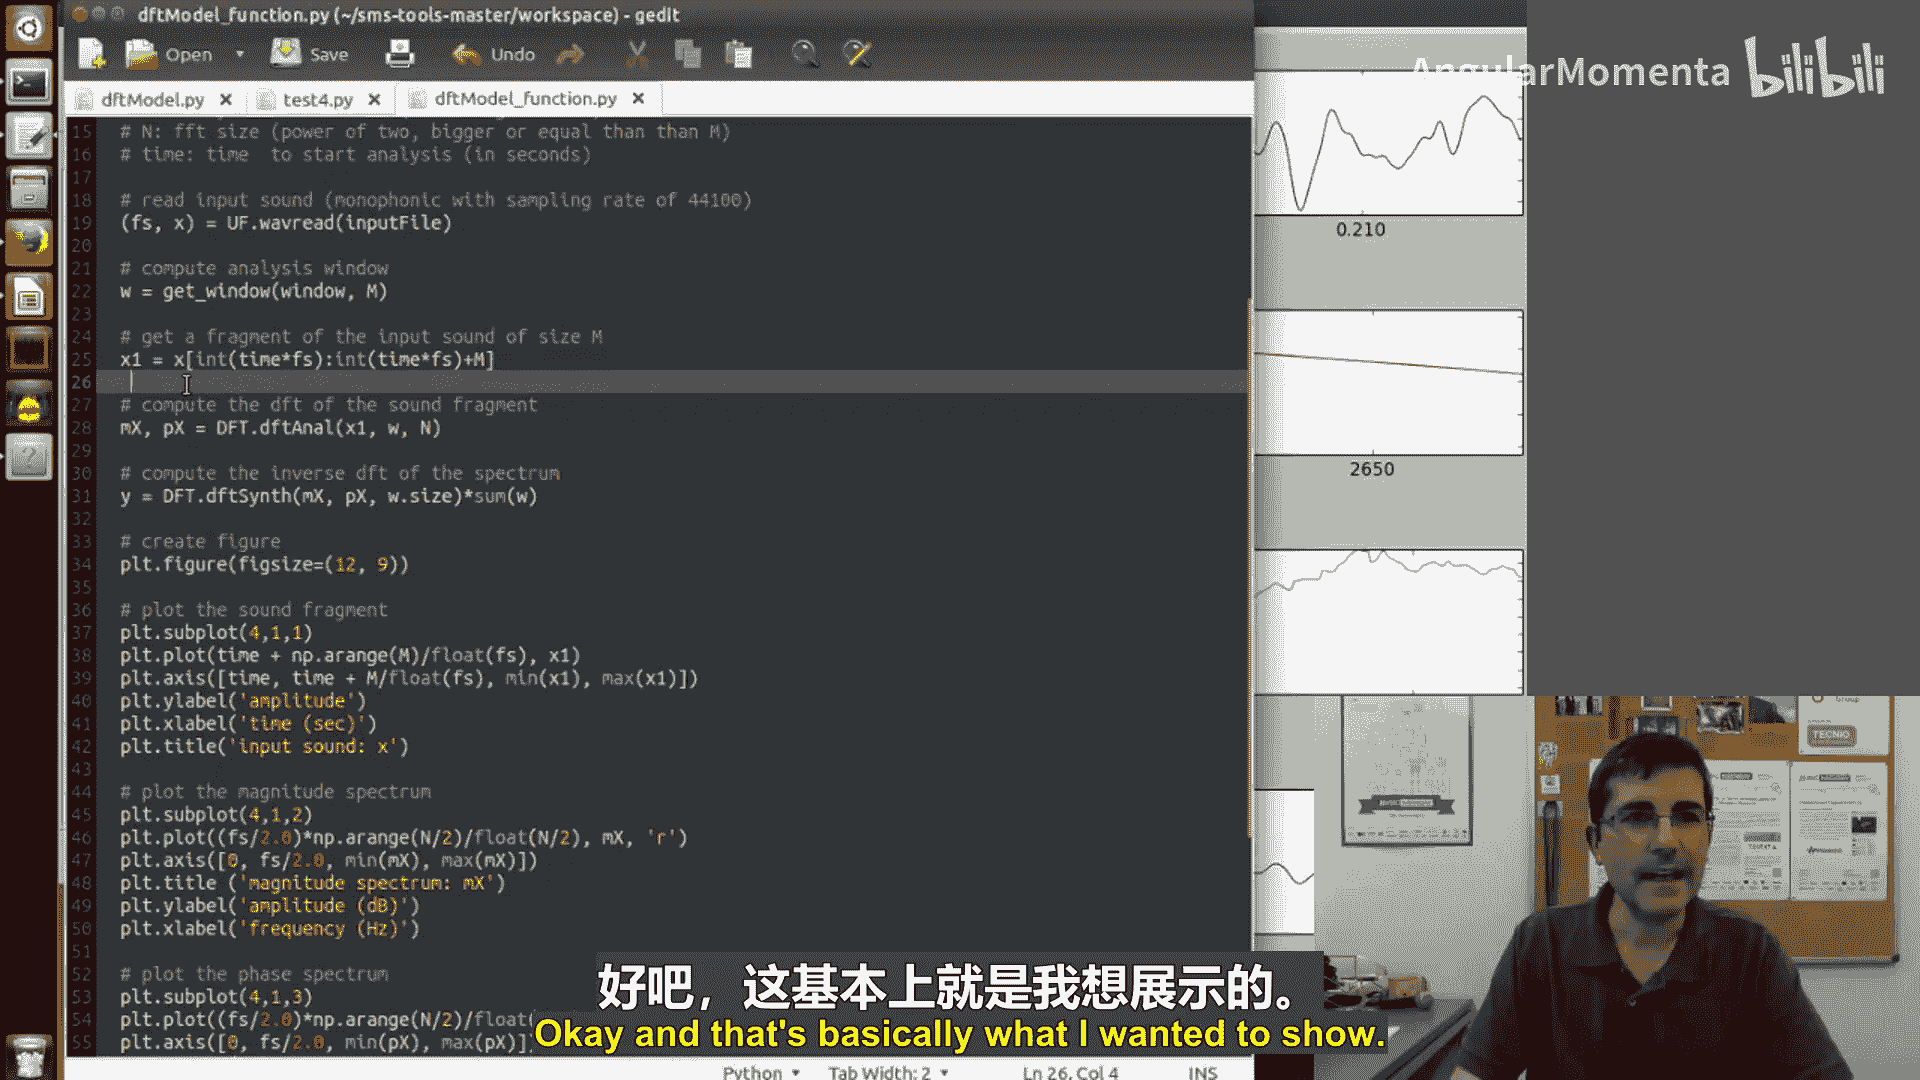 dftModel_function.py (~/sms-tools-master/workspace) - gedit
Open Save Undo
dftModel.py x test4.py x dftModel_function.py x
15 # N: fft size (power of two, bigger or equal than than M)
16 # time: time  to start analysis (in seconds)
17
18 # read input sound (monophonic with sampling rate of 44100)
19 (fs, x) = UF.wavread(inputFile)
20
21 # compute analysis window
22 w = get_window(window, M)
23
24 # get a fragment of the input sound of size M
25 x1 = x[int(time*fs):int(time*fs)+M]
26
27 # compute the dft of the sound fragment
28 mX, pX = DFT.dftAnal(x1, w, N)
29
30 # compute the inverse dft of the spectrum
31 y = DFT.dftSynth(mX, pX, w.size)*sum(w)
32
33 # create figure
34 plt.figure(figsize=(12, 9))
35
36 # plot the sound fragment
37 plt.subplot(4,1,1)
38 plt.plot(time + np.arange(M)/float(fs), x1)
39 plt.axis([time, time + M/float(fs), min(x1), max(x1)])
40 plt.ylabel('amplitude')
41 plt.xlabel('time (sec)')
42 plt.title('input sound: x')
43
44 # plot the magnitude spectrum
45 plt.subplot(4,1,2)
46 plt.plot((fs/2.0)*np.arange(N/2)/float(N/2), mX, 'r')
47 plt.axis([0, fs/2.0, min(mX), max(mX)])
48 plt.title ('magnitude spectrum: mX')
49 plt.ylabel('amplitude (dB)')
50 plt.xlabel('frequency (Hz)')
51
52 # plot the phase spectrum
53 plt.subplot(4,1,3)
54 plt.plot((fs/2.0)*np.arange(N/2)/float(
55 plt.axis([0, fs/2.0, min(pX), max(pX)]
Python Tab Width: 2 Ln 26, Col 4 INS
AngularMomenta bilibili
0.210
2650
Group
TECNIO
好吧，这基本上就是我想展示的。
Okay and that's basically what I wanted to show.